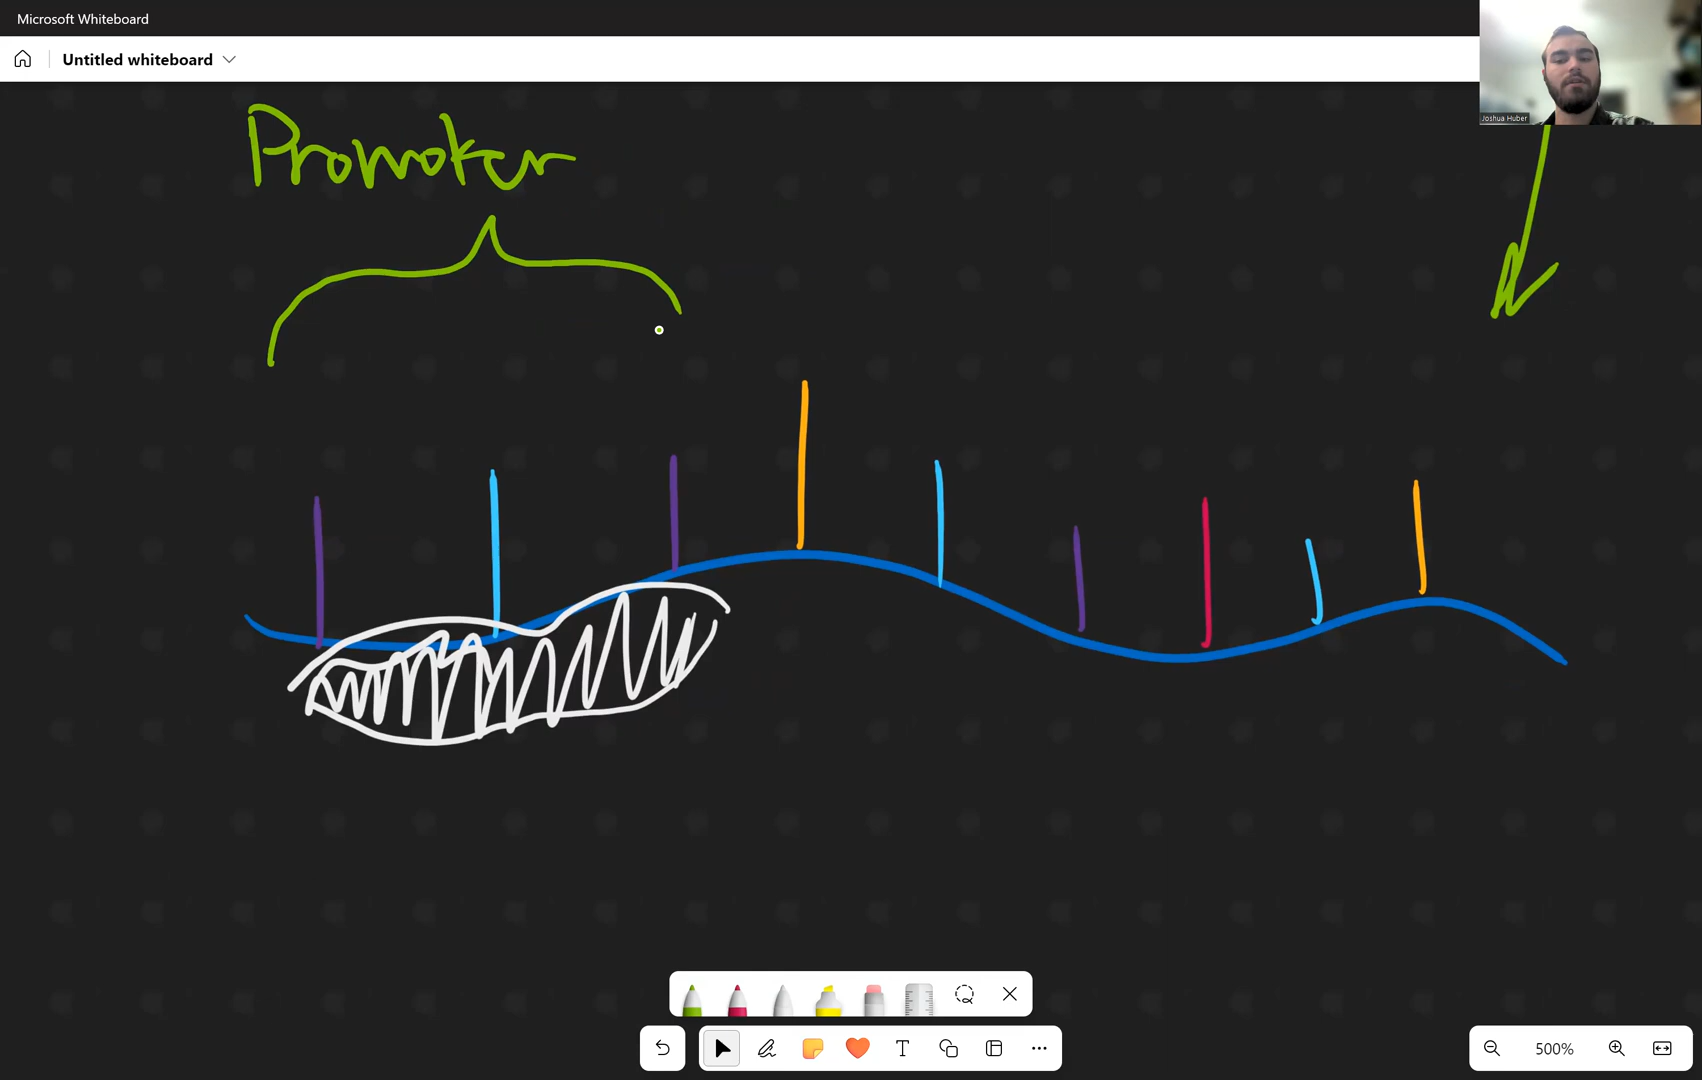 Microsoft Whiteboard
Untitled whiteboard
Joshua Huber
Promoter
500%